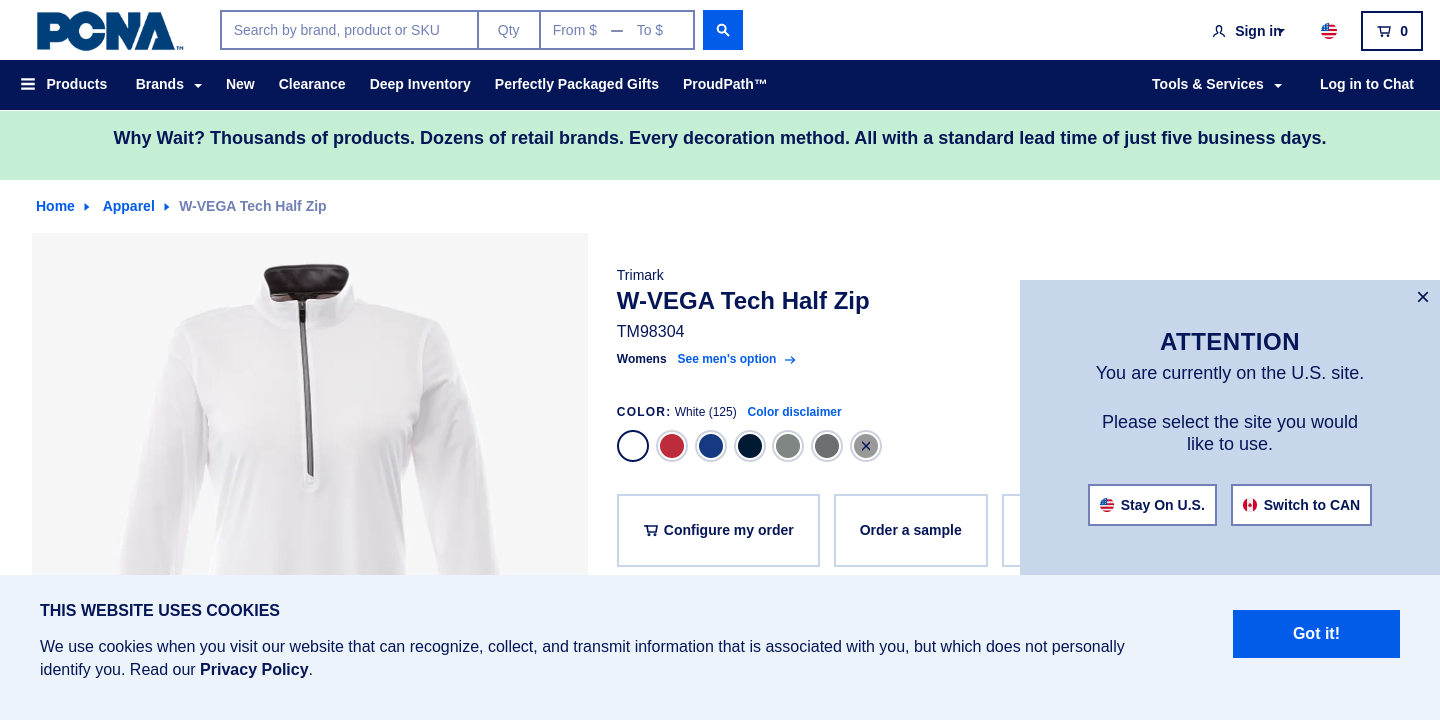 PCNA™
Search by brand, product or SKU
Qty
From $ — To $
Sign in
0
Products
Brands
New
Clearance
Deep Inventory
Perfectly Packaged Gifts
ProudPath™
Tools & Services
Log in to Chat
Why Wait? Thousands of products. Dozens of retail brands. Every decoration method. All with a standard lead time of just five business days.
Home
Apparel
W-VEGA Tech Half Zip
Trimark
W-VEGA Tech Half Zip
TM98304
Womens See men's option
COLOR: White (125) Color disclaimer
Configure my order
Order a sample
ATTENTION
You are currently on the U.S. site.
Please select the site you would
like to use.
Stay On U.S.
Switch to CAN
THIS WEBSITE USES COOKIES
We use cookies when you visit our website that can recognize, collect, and transmit information that is associated with you, but which does not personally
identify you. Read our Privacy Policy.
Got it!